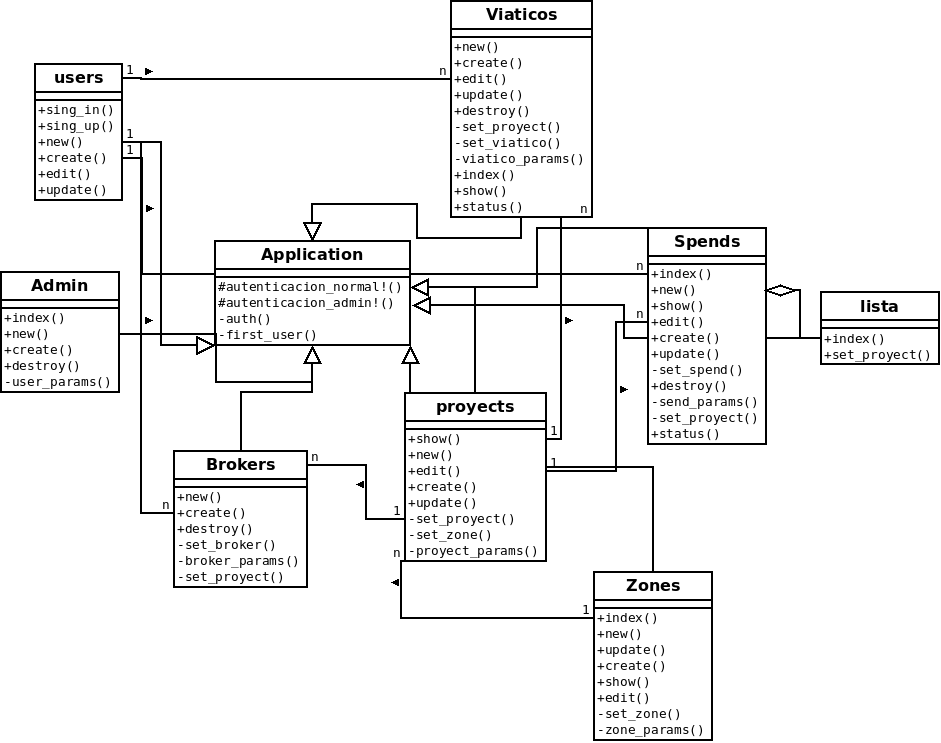 Viaticos
+new()
+create()
+edit()
+update()
+destroy()
-set_proyect()
-set_viatico()
-viatico_params()
+index()
+show()
+status()
n
n
users
+sing_in()
+sing_up()
+new()
+create()
+edit()
+update()
1
1
1
Application
#autenticacion_normal!()
#autenticacion_admin!()
-auth()
-first_user()
Spends
+index()
+new()
+show()
+edit()
+create()
+update()
-set_spend()
+destroy()
-send_params()
-set_proyect()
+status()
n
n
Admin
+index()
+new()
+create()
+destroy()
-user_params()
lista
+index()
+set_proyect()
proyects
+show()
+new()
+edit()
+create()
+update()
-set_proyect()
-set_zone()
-proyect_params()
1
1
1
n
Brokers
+new()
+create()
+destroy()
-set_broker()
-broker_params()
-set_proyect()
n
n
Zones
+index()
+new()
+update()
+create()
+show()
+edit()
-set_zone()
-zone_params()
1